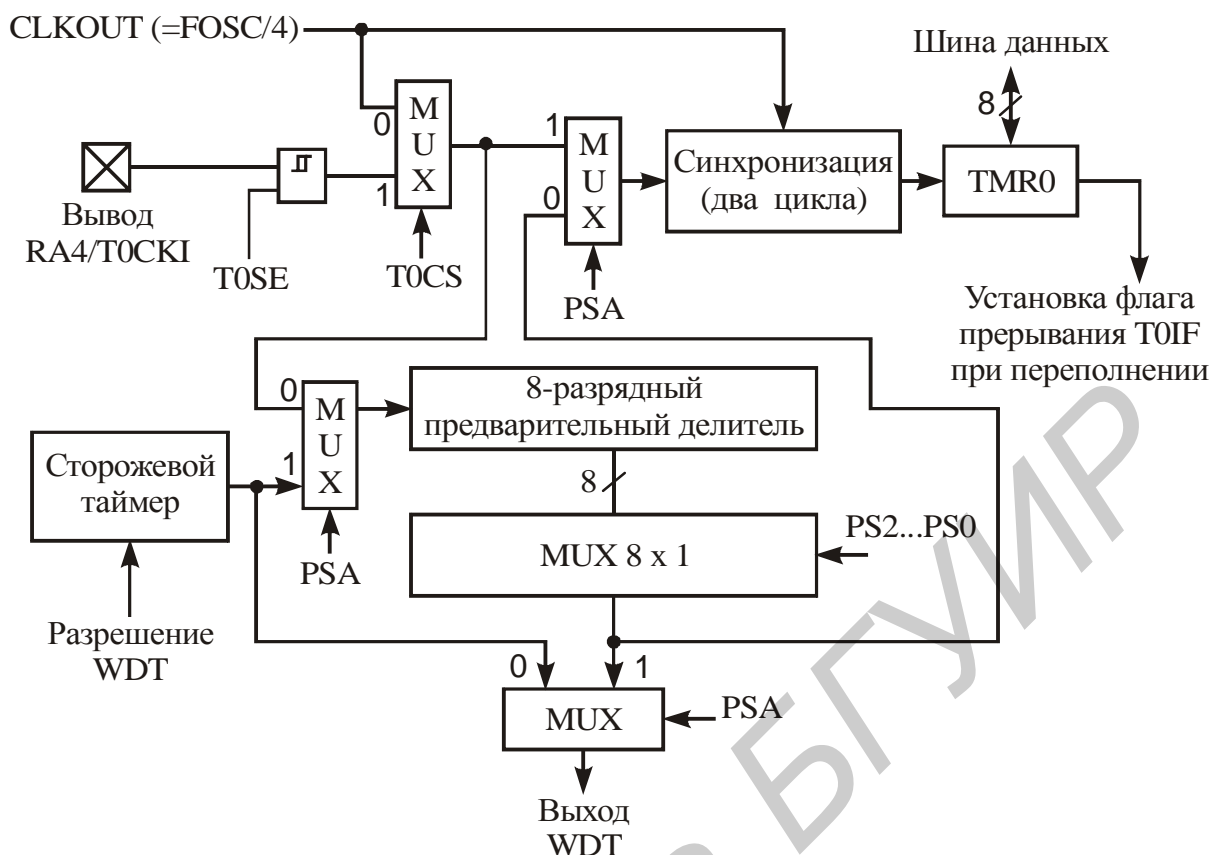 CLKOUT (=FOSC/4)
Шина данных
8
M
U
X
0
1
M
U
X
1
0
Синхронизация
(два цикла)
TMR0
Вывод
RA4/T0CKI
T0SE
T0CS
PSA
Установка флага
прерывания T0IF
при переполнении
0
1
M
U
X
8-разрядный
предварительный делитель
Сторожевой
таймер
8
PSA
MUX 8 x 1
PS2...PS0
Разрешение
WDT
0
1
MUX
PSA
Выход
WDT
БГУИР